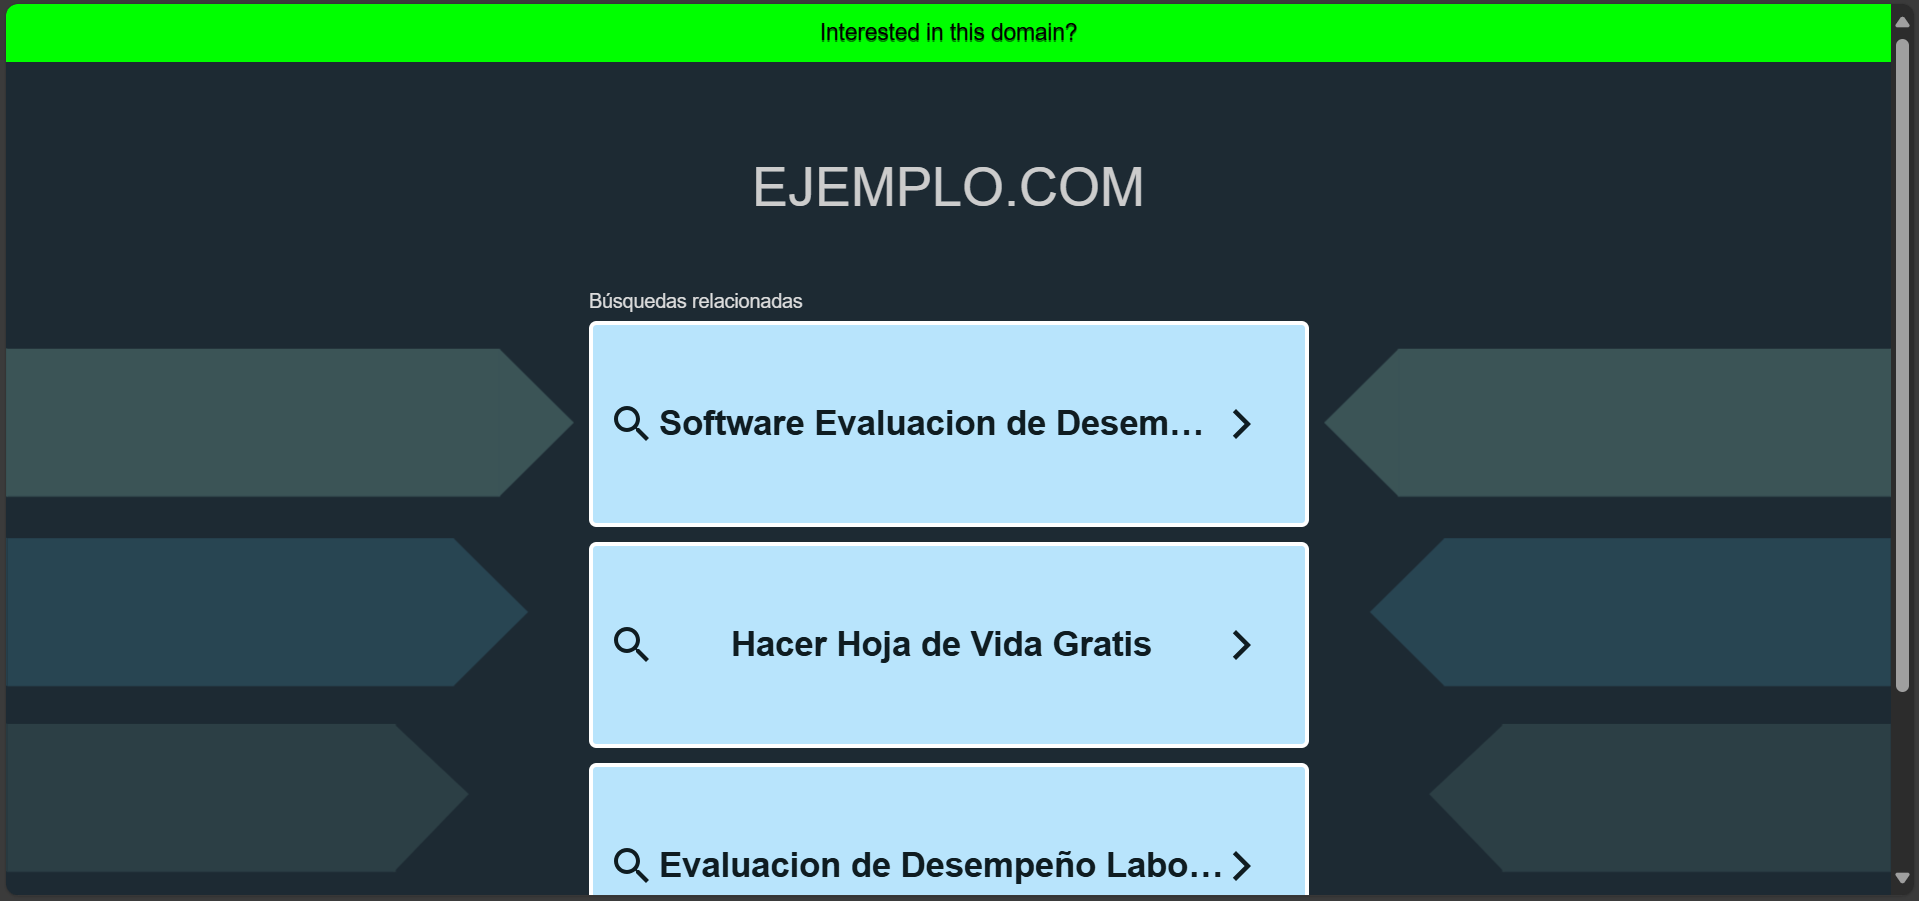 Interested in this domain?
EJEMPLO.COM
Búsquedas relacionadas
Software Evaluacion de Desem...
Hacer Hoja de Vida Gratis
Evaluacion de Desempeño Labo...